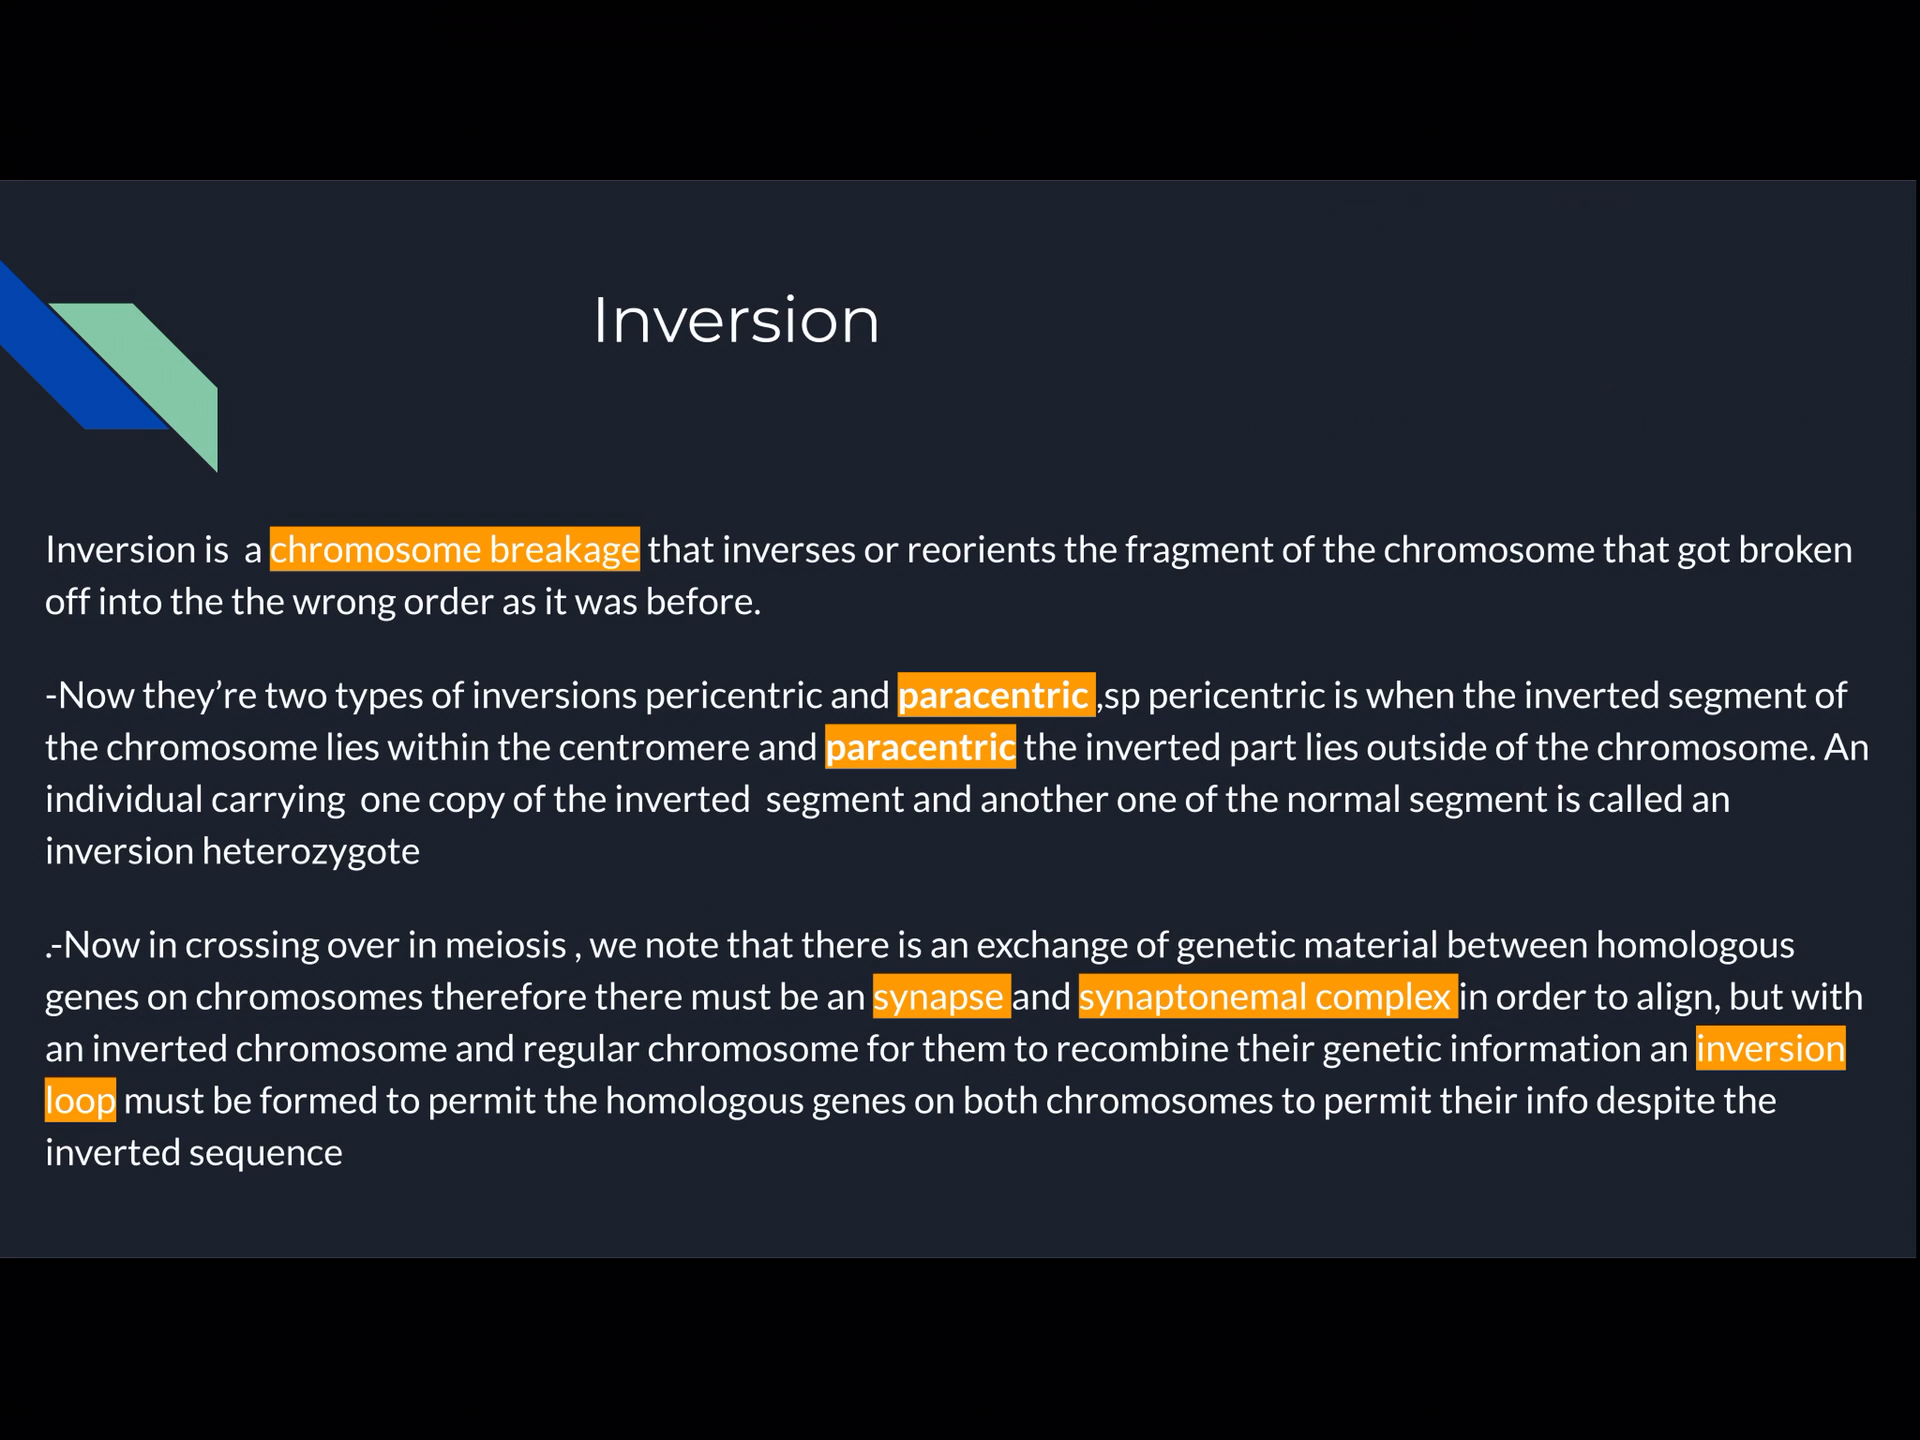 Inversion
Inversion is  a chromosome breakage that inverses or reorients the fragment of the chromosome that got broken
off into the the wrong order as it was before.
-Now they’re two types of inversions pericentric and paracentric ,sp pericentric is when the inverted segment of
the chromosome lies within the centromere and paracentric the inverted part lies outside of the chromosome. An
individual carrying  one copy of the inverted  segment and another one of the normal segment is called an
inversion heterozygote
.-Now in crossing over in meiosis , we note that there is an exchange of genetic material between homologous
genes on chromosomes therefore there must be an synapse and synaptonemal complex in order to align, but with
an inverted chromosome and regular chromosome for them to recombine their genetic information an inversion
loop must be formed to permit the homologous genes on both chromosomes to permit their info despite the
inverted sequence